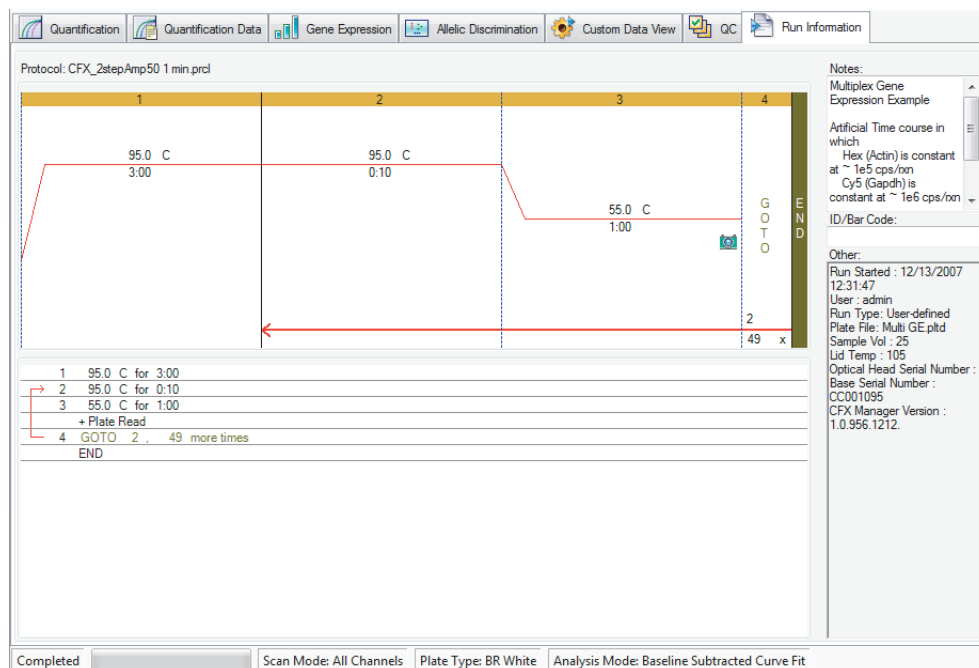 Quantification Quantification Data Gene Expression Allelic Discrimination Custom Data View QC Run Information
Protocol: CFX_2stepAmp50 1 min.prcl
1 2 3 4
95.0 C
3:00
95.0 C
0:10
55.0 C
1:00
GOTO
END
2
49 x
1 95.0 C for 3:00
2 95.0 C for 0:10
3 55.0 C for 1:00
+ Plate Read
4 GOTO 2 , 49 more times
END
Notes:
Multiplex Gene
Expression Example
Artificial Time course in
which
Hex (Actin) is constant
at ~ 1e5 cps/rxn
Cy5 (Gapdh) is
constant at ~ 1e6 cps/rxn
ID/Bar Code:
Other:
Run Started : 12/13/2007
12:31:47
User : admin
Run Type: User-defined
Plate File: Multi GE.pltd
Sample Vol : 25
Lid Temp : 105
Optical Head Serial Number :
Base Serial Number :
CC001095
CFX Manager Version :
1.0.956.1212.
Completed Scan Mode: All Channels Plate Type: BR White Analysis Mode: Baseline Subtracted Curve Fit